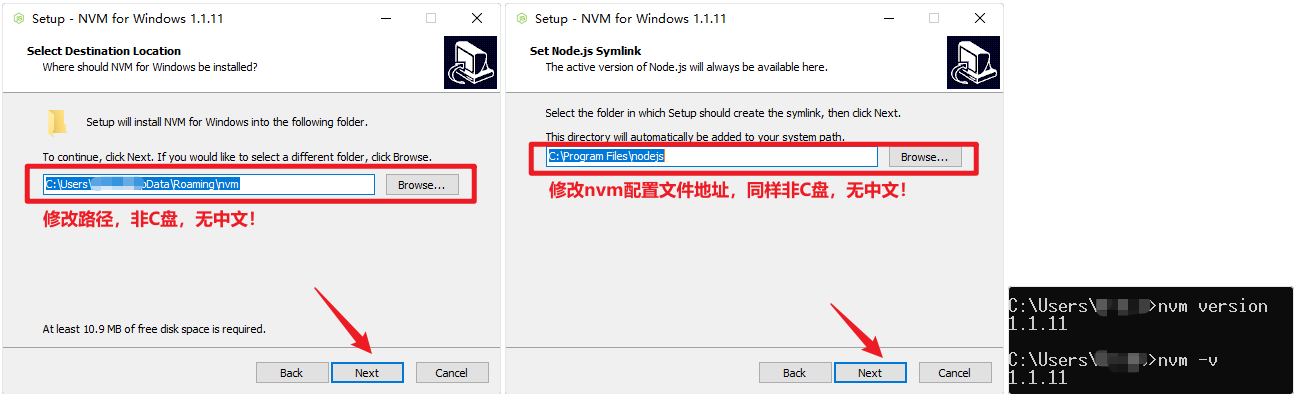 Setup - NVM for Windows 1.1.11
Select Destination Location
Where should NVM for Windows be installed?
Setup will install NVM for Windows into the following folder.
To continue, click Next. If you would like to select a different folder, click Browse.
C:\Users\ pData\Roaming\nvm
Browse...
修改路径，非C盘，无中文！
At least 10.9 MB of free disk space is required.
Back
Next
Cancel
Setup - NVM for Windows 1.1.11
Set Node.js Symlink
The active version of Node.js will always be available here.
Select the folder in which Setup should create the symlink, then click Next.
This directory will automatically be added to your system path.
C:\Program Files\nodejs
Browse...
修改nvm配置文件地址，同样非C盘，无中文！
Back
Next
Cancel
C:\Users\ >nvm version
1.1.11
C:\Users\ >nvm -v
1.1.11